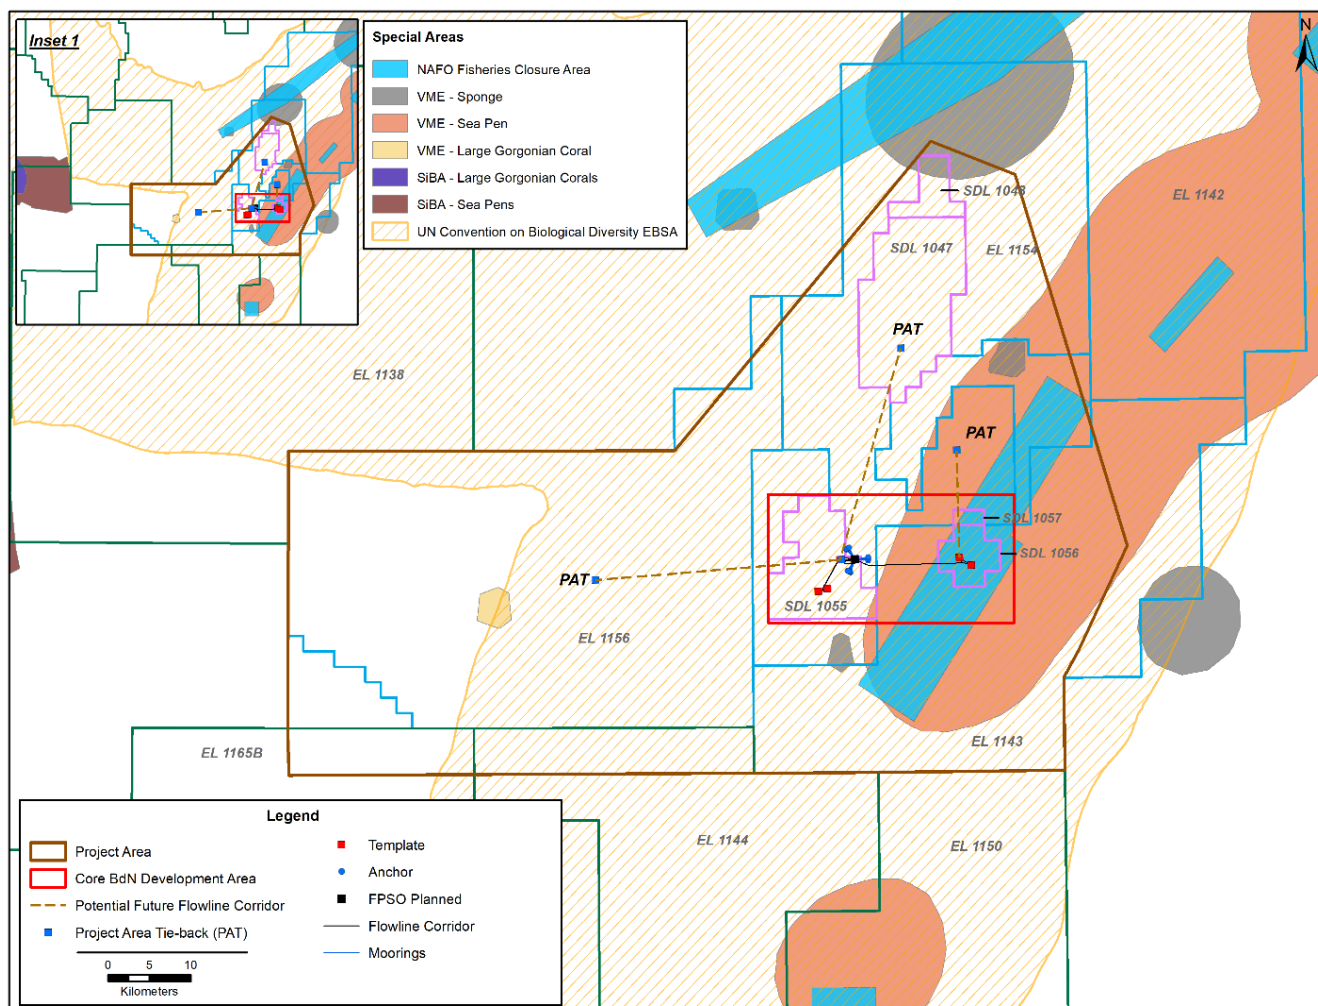 Inset 1
Special Areas
NAFO Fisheries Closure Area
VME - Sponge
VME - Sea Pen
VME - Large Gorgonian Coral
SiBA - Large Gorgonian Corals
SiBA - Sea Pens
UN Convention on Biological Diversity EBSA
N
SDL 1048
EL 1142
SDL 1047
EL 1154
PAT
EL 1138
PAT
SDL 1057
SDL 1056
PAT
SDL 1055
EL 1156
EL 1143
EL 1165B
EL 1144
EL 1150
Legend
Project Area
Core BdN Development Area
Potential Future Flowline Corridor
Project Area Tie-back (PAT)
0 5 10
Kilometers
Template
Anchor
FPSO Planned
Flowline Corridor
Moorings